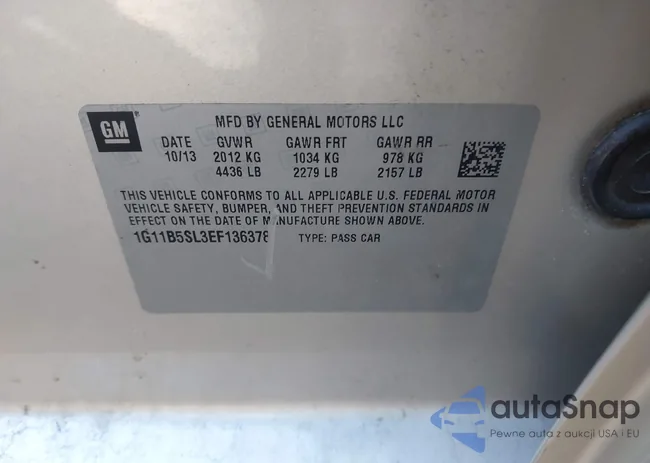 GM
MFD BY GENERAL MOTORS LLC
DATE GVWR GAWR FRT GAWR RR
10/13 2012 KG 1034 KG 978 KG
4436 LB 2279 LB 2157 LB
THIS VEHICLE CONFORMS TO ALL APPLICABLE U.S. FEDERAL MOTOR
VEHICLE SAFETY, BUMPER, AND THEFT PREVENTION STANDARDS IN
EFFECT ON THE DATE OF MANUFACTURE SHOWN ABOVE.
1G11B5SL3EF136378 TYPE: PASS CAR
autaSnap
Pewne auta z aukcji USA i EU